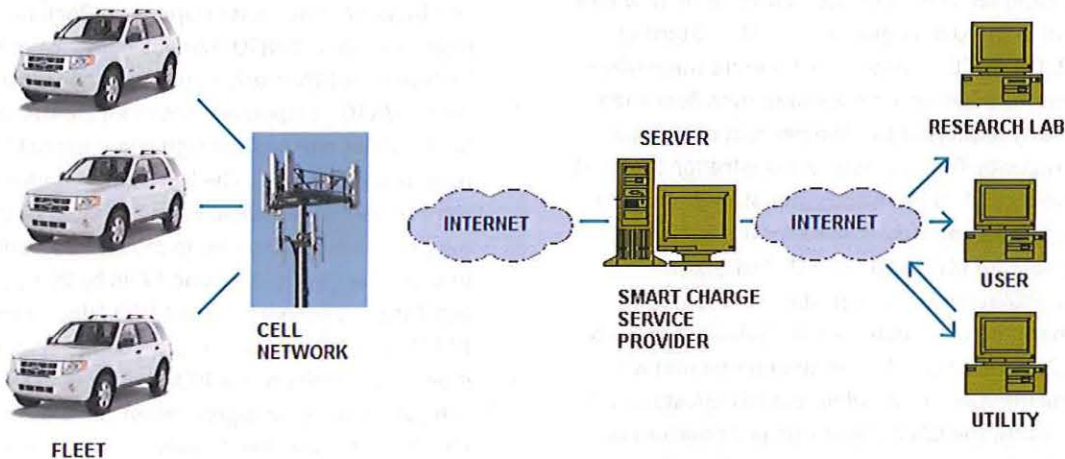 RESEARCH LAB
SERVER
INTERNET
INTERNET
USER
SMART CHARGE
SERVICE
PROVIDER
CELL
NETWORK
UTILITY
FLEET